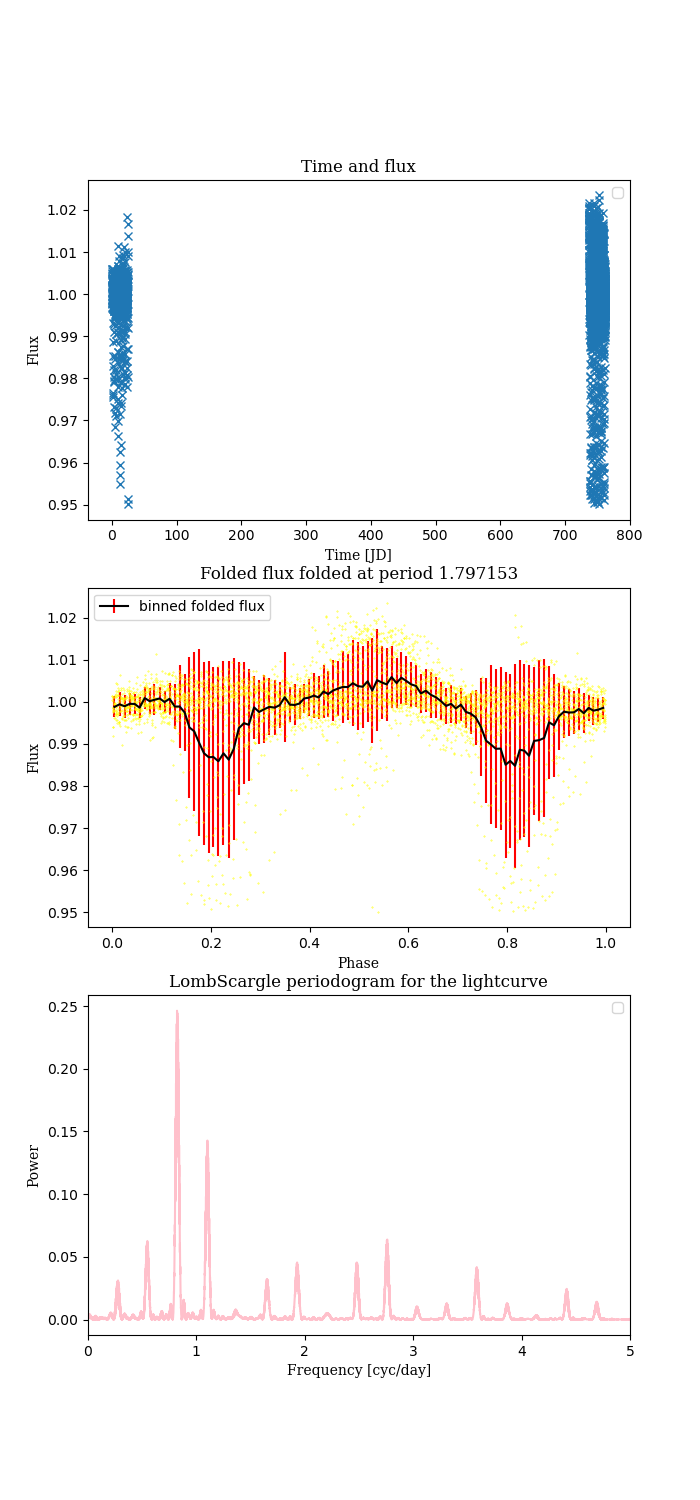 Time and flux
1.02
1.01
1.00
0.99
0.98
0.97
0.96
0.95
Flux
0 100 200 300 400 500 600 700 800
Time [JD]
Folded flux folded at period 1.797153
binned folded flux
1.02
1.01
1.00
0.99
0.98
0.97
0.96
0.95
Flux
0.0 0.2 0.4 0.6 0.8 1.0
Phase
LombScargle periodogram for the lightcurve
0.25
0.20
0.15
0.10
0.05
0.00
Power
0 1 2 3 4 5
Frequency [cyc/day]